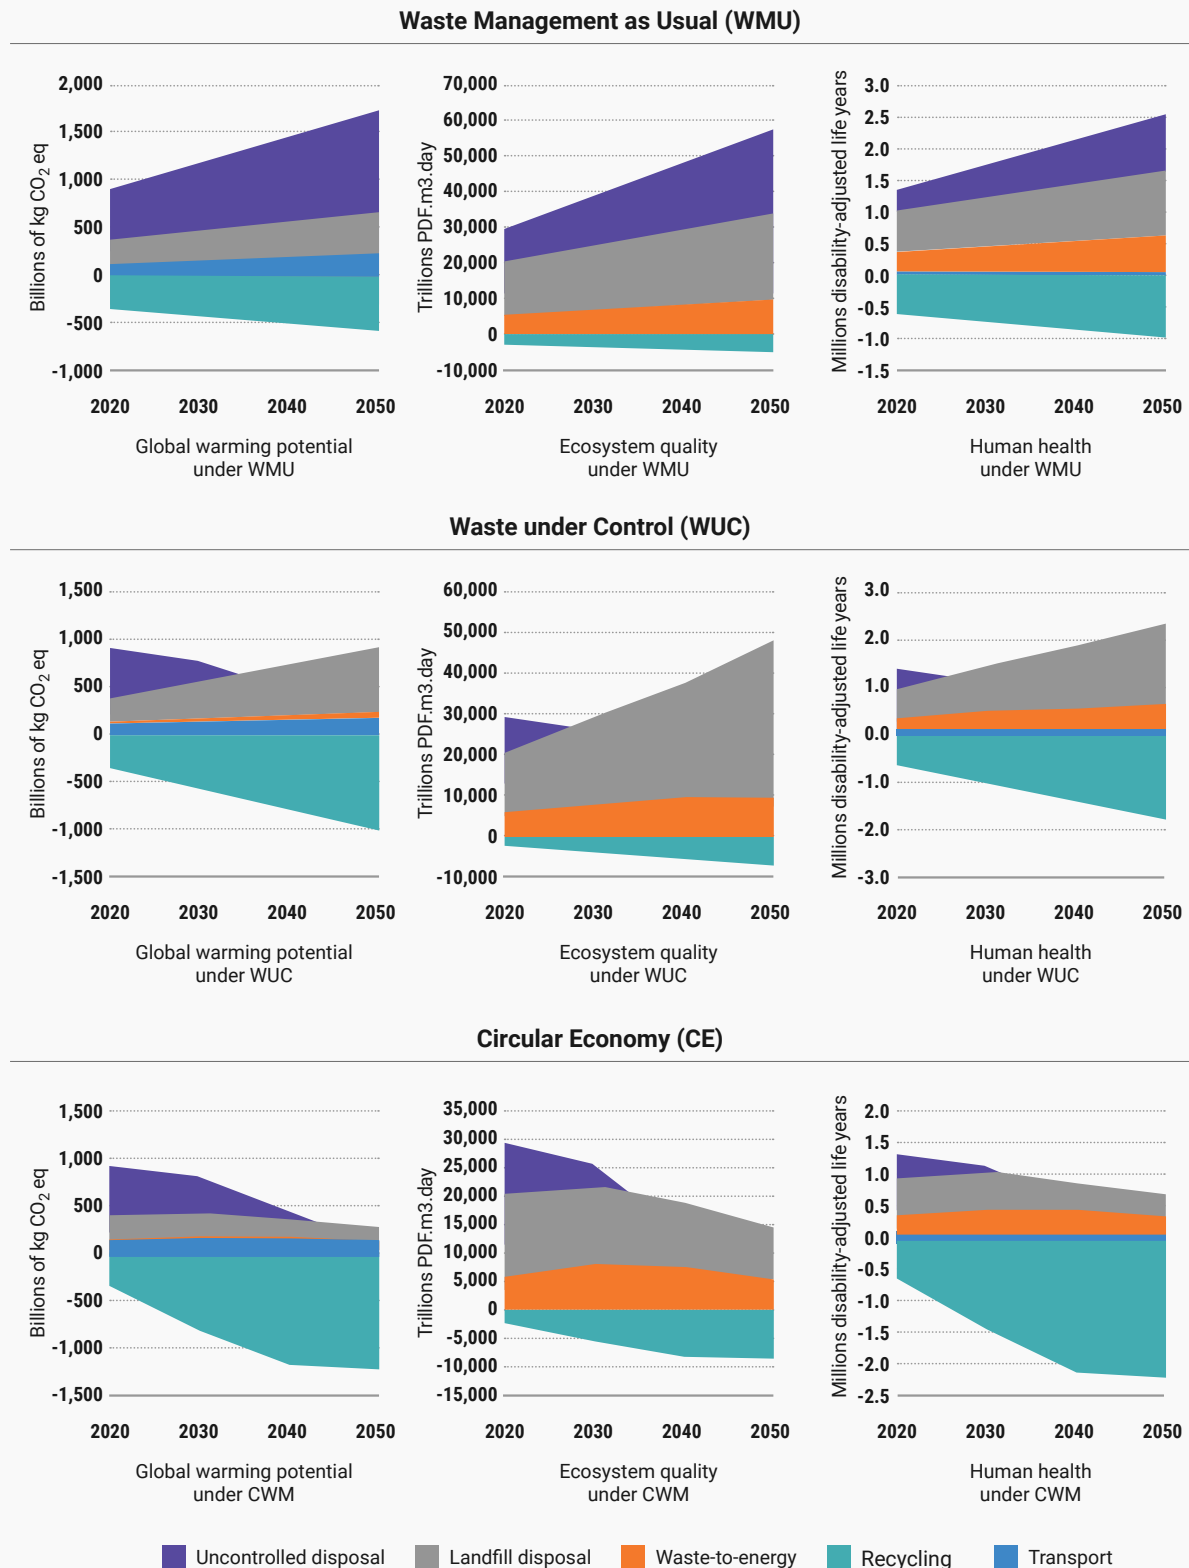 Waste Management as Usual (WMU)
Billions of kg CO2 eq
2,000
1,500
1,000
500
0
-500
-1,000
2020 2030 2040 2050
Global warming potential
under WMU
Trillions PDF.m3.day
70,000
60,000
50,000
40,000
30,000
20,000
10,000
0
-10,000
2020 2030 2040 2050
Ecosystem quality
under WMU
Millions disability-adjusted life years
3.0
2.5
2.0
1.5
1.0
0.5
0.0
-0.5
-1.0
-1.5
2020 2030 2040 2050
Human health
under WMU
Waste under Control (WUC)
Billions of kg CO2 eq
1,500
1,000
500
0
-500
-1,000
-1,500
2020 2030 2040 2050
Global warming potential
under WUC
Trillions PDF.m3.day
60,000
50,000
40,000
30,000
20,000
10,000
0
-10,000
2020 2030 2040 2050
Ecosystem quality
under WUC
Millions disability-adjusted life years
3.0
2.0
1.0
0.0
-1.0
-2.0
-3.0
2020 2030 2040 2050
Human health
under WUC
Circular Economy (CE)
Billions of kg CO2 eq
1,500
1,000
500
0
-500
-1,000
-1,500
2020 2030 2040 2050
Global warming potential
under CWM
Trillions PDF.m3.day
35,000
30,000
25,000
20,000
15,000
10,000
5,000
0
-5,000
-10,000
-15,000
2020 2030 2040 2050
Ecosystem quality
under CWM
Millions disability-adjusted life years
2.0
1.5
1.0
0.5
0.0
-0.5
-1.0
-1.5
-2.0
-2.5
2020 2030 2040 2050
Human health
under CWM
Uncontrolled disposal Landfill disposal Waste-to-energy Recycling Transport